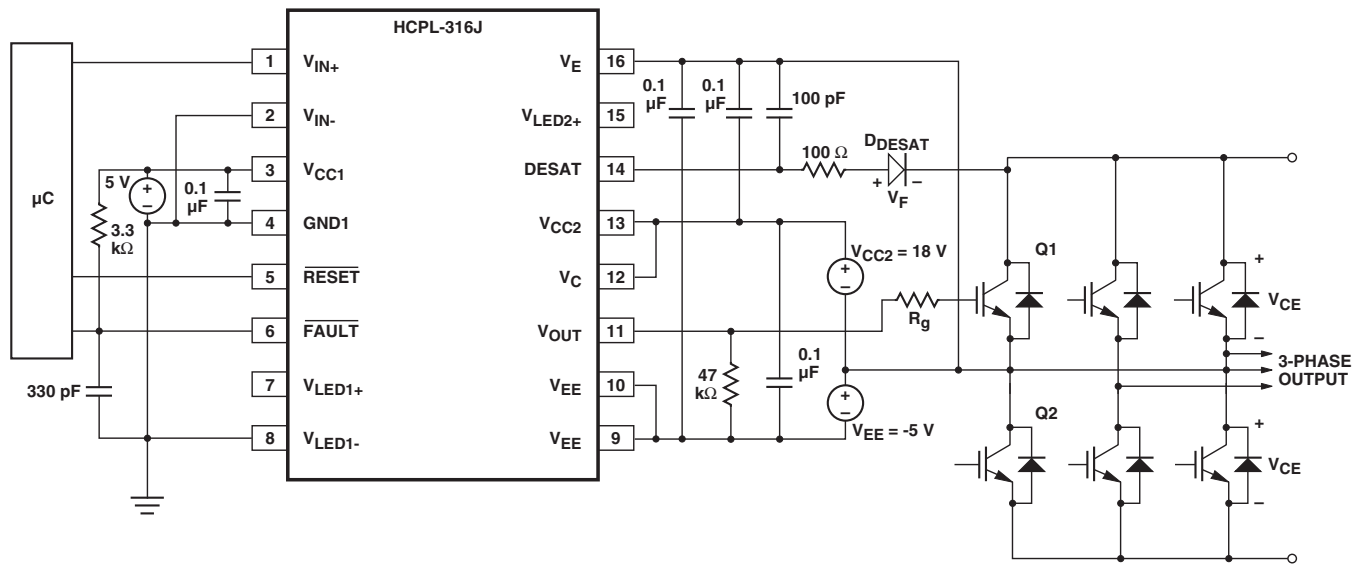 HCPL-316J
µC
1 VIN+
2 VIN-
3 VCC1
4 GND1
5 RESET
6 FAULT
7 VLED1+
8 VLED1-
VE 16
VLED2+ 15
DESAT 14
VCC2 13
VC 12
VOUT 11
VEE 10
VEE 9
5 V
+
–
0.1
µF
3.3
kΩ
330 pF
0.1
µF
0.1
µF
100 pF
100 Ω
DDESAT
+ –
VF
VCC2 = 18 V
+
–
Rg
47
kΩ
0.1
µF
+
–
VEE = -5 V
Q1
+
VCE
–
3-PHASE
OUTPUT
Q2
+
VCE
–